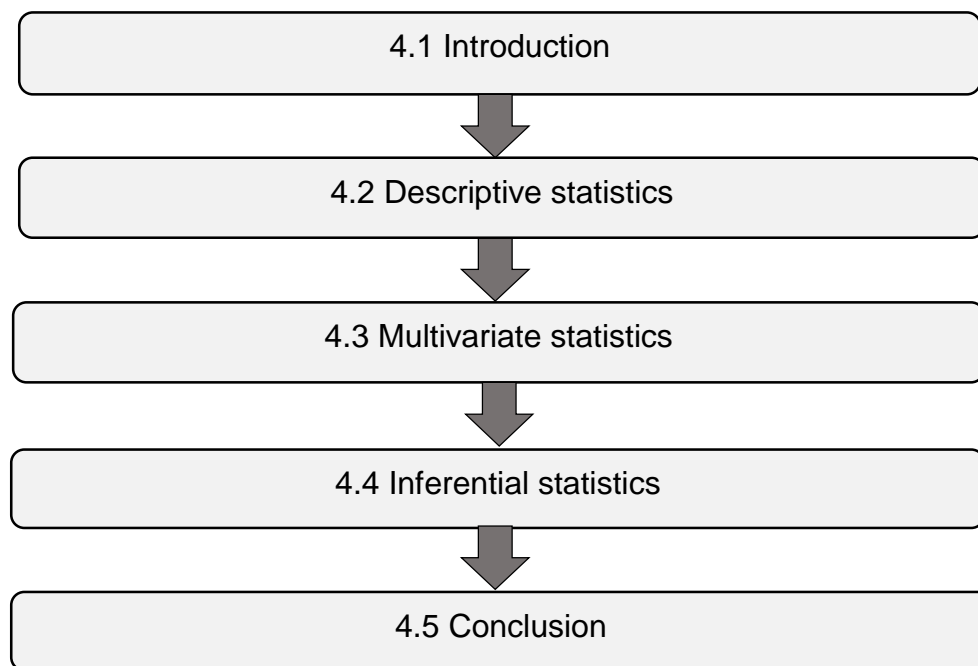 4.1 Introduction
4.2 Descriptive statistics
4.3 Multivariate statistics
4.4 Inferential statistics
4.5 Conclusion